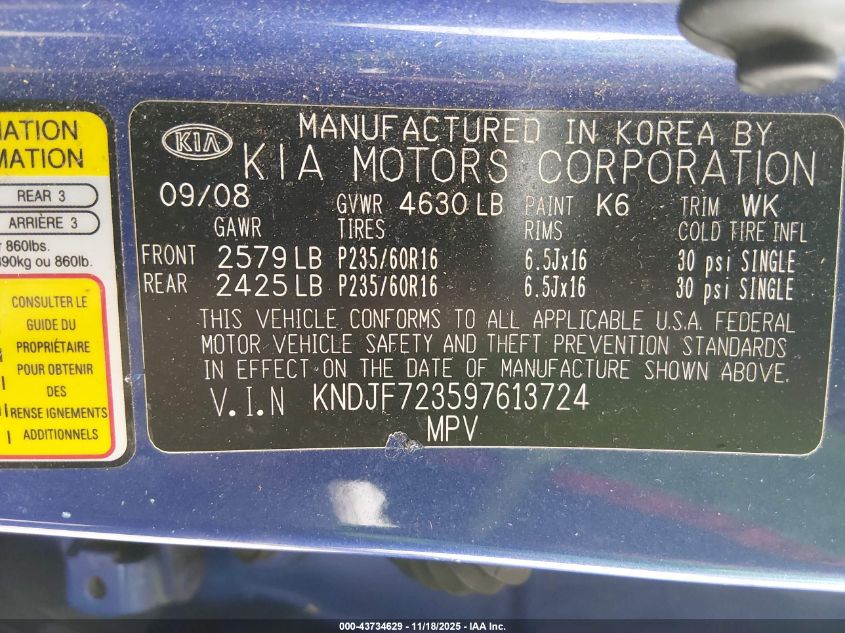 MATION
MATION
REAR 3
ARRIÈRE 3
860lbs.
kg ou 860lb.
CONSULTER LE
GUIDE DU
PROPRIÉTAIRE
POUR OBTENIR
DES
RENSEIGNEMENTS
ADDITIONNELS
KIA
MANUFACTURED IN KOREA BY
KIA MOTORS CORPORATION
09/08 GVWR 4630 LB PAINT K6 TRIM WK
GAWR TIRES RIMS COLD TIRE INFL
FRONT 2579 LB P235/60R16 6.5Jx16 30 psi SINGLE
REAR 2425 LB P235/60R16 6.5Jx16 30 psi SINGLE
THIS VEHICLE CONFORMS TO ALL APPLICABLE U.S.A. FEDERAL
MOTOR VEHICLE SAFETY AND THEFT PREVENTION STANDARDS
IN EFFECT ON THE DATE OF MANUFACTURE SHOWN ABOVE.
V.I.N KNDJF723597613724
MPV
000-43734629 - 11/18/2025 - IAA Inc.